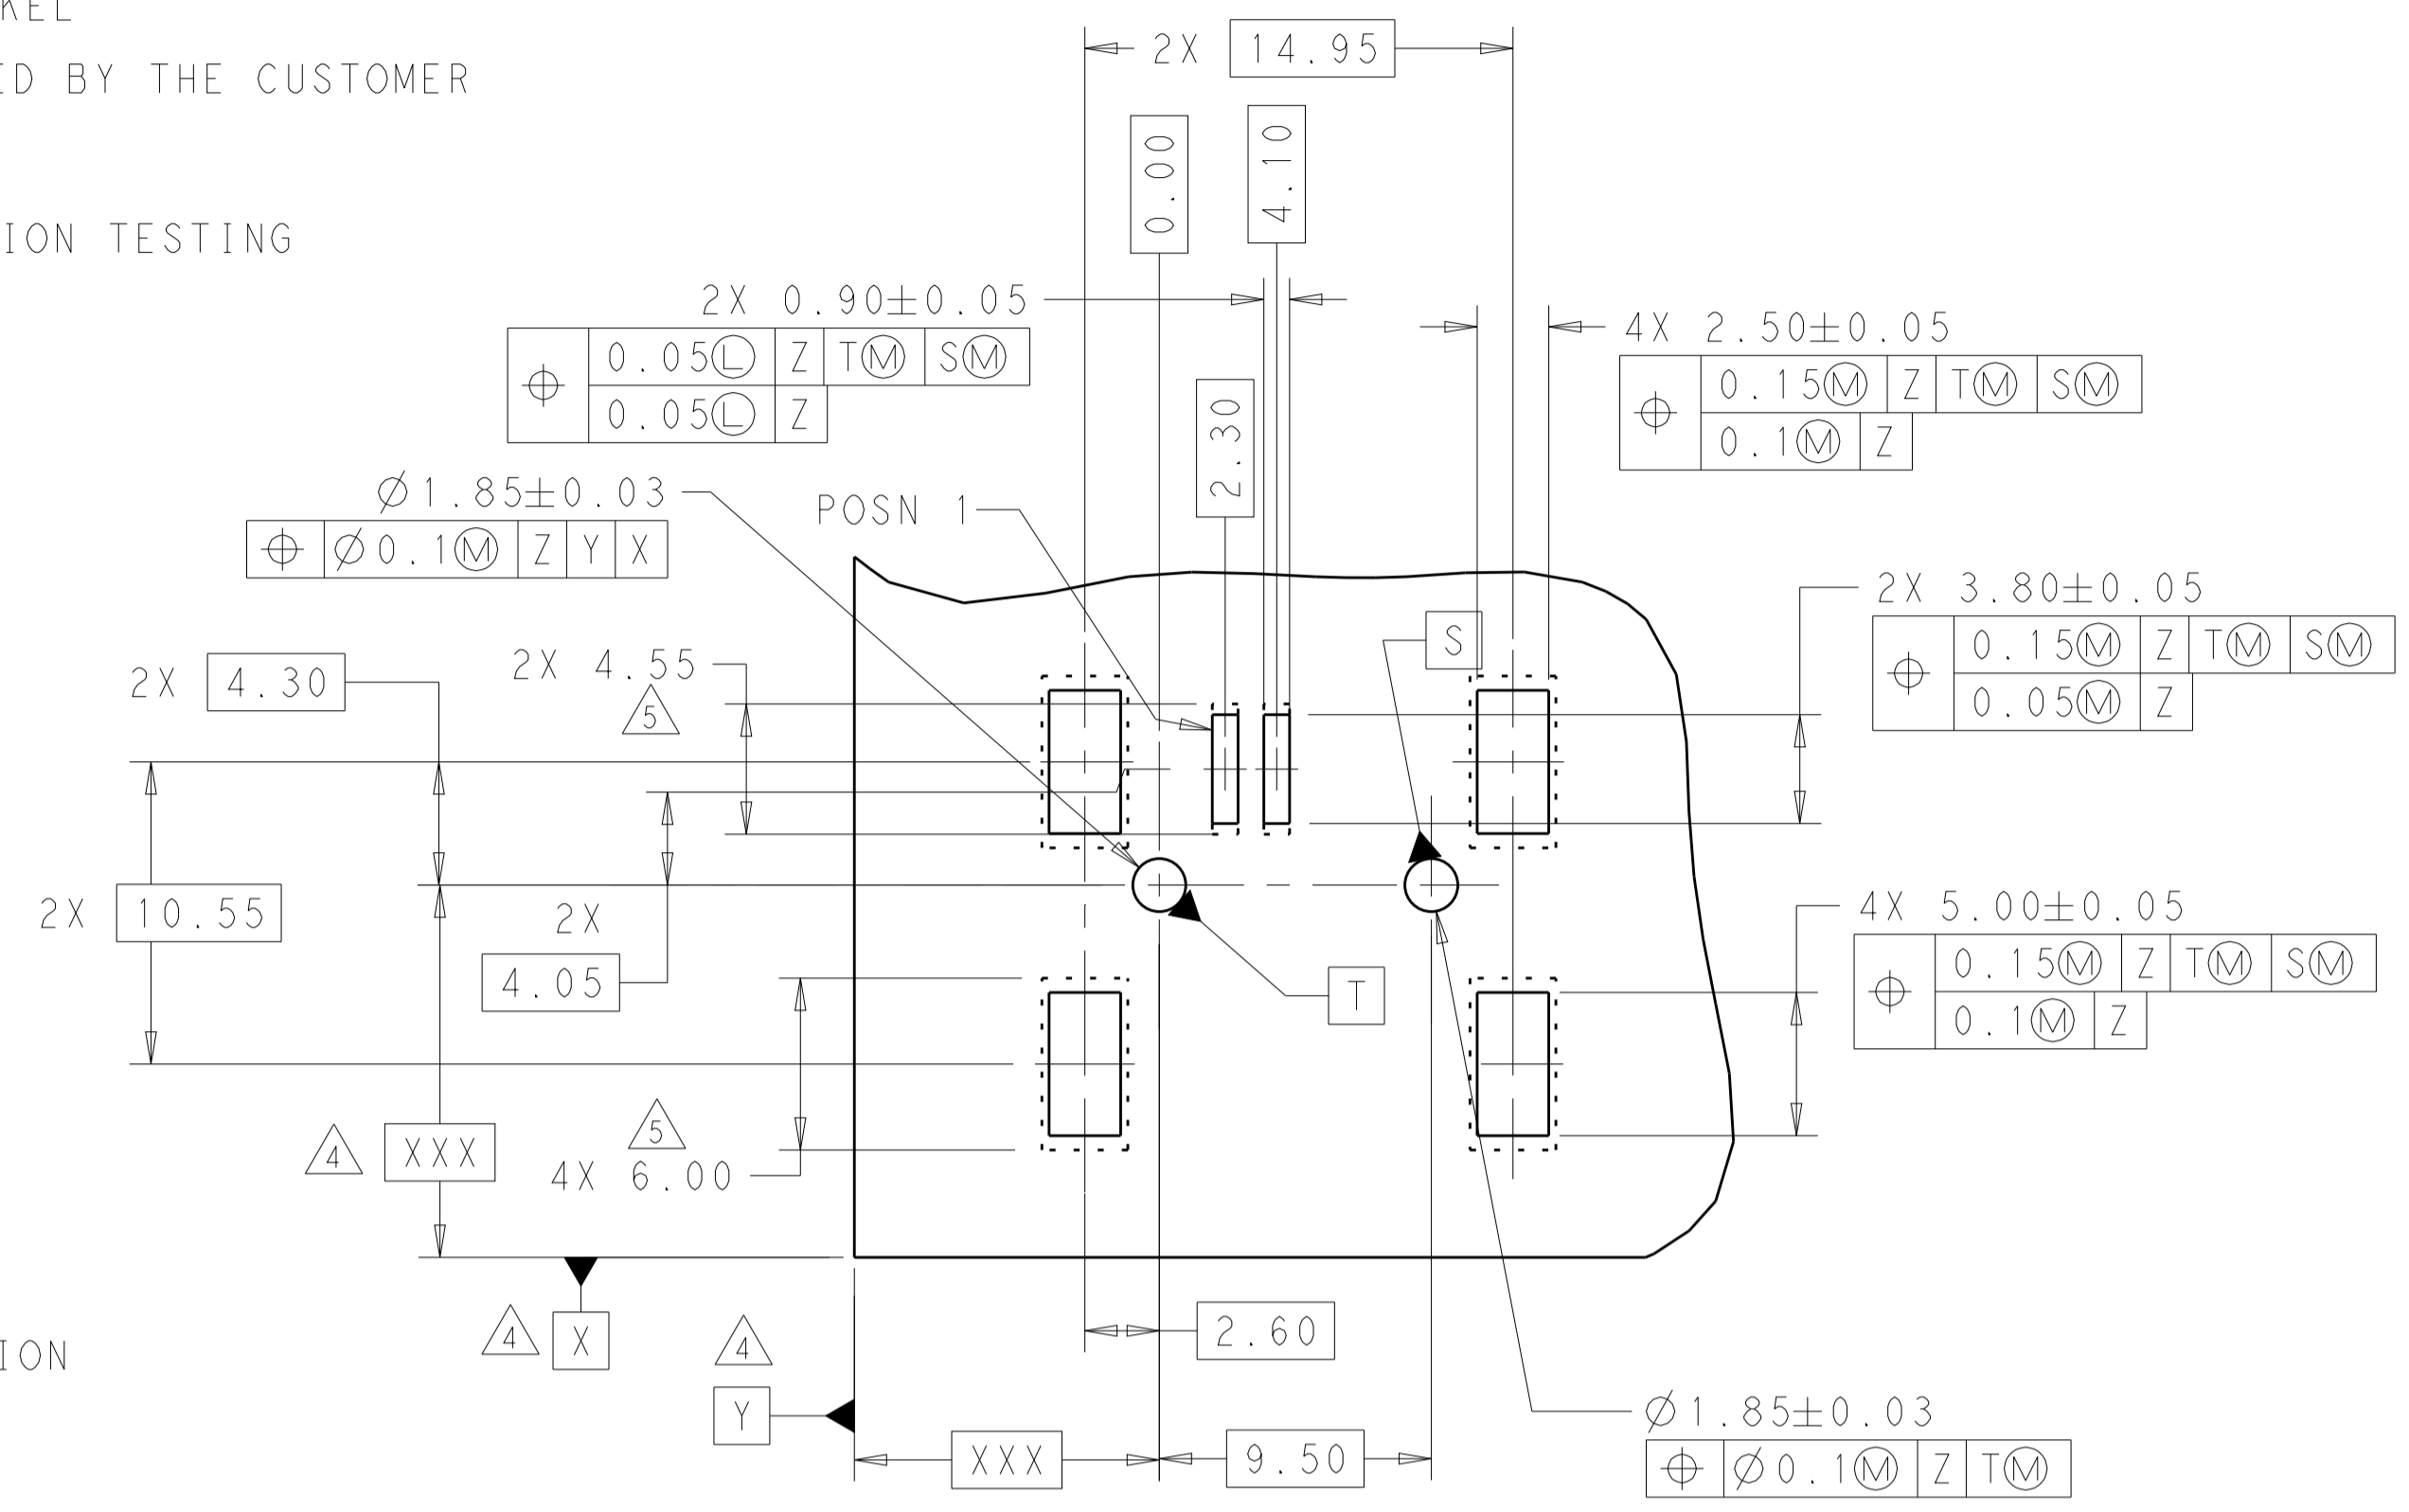 KEL
ED BY THE CUSTOMER
ION TESTING
2X 14.95
0.00
4.10
2X 0.90±0.05
⌖ 0.05Ⓛ Z TⓂ SⓂ
0.05Ⓛ Z
4X 2.50±0.05
⌖ 0.15Ⓜ Z TⓂ SⓂ
0.1Ⓜ Z
2.30
⌀1.85±0.03
⌖ ⌀0.1Ⓜ Z Y X
POSN 1
2X 3.80±0.05
⌖ 0.15Ⓜ Z TⓂ SⓂ
0.05Ⓜ Z
S
2X 4.30
2X 4.55
5
2X 10.55
2X
4.05
T
4X 5.00±0.05
⌖ 0.15Ⓜ Z TⓂ SⓂ
0.1Ⓜ Z
4 XXX
5
4X 6.00
4 X
4
Y
2.60
XXX
9.50
⌀1.85±0.03
⌖ ⌀0.1Ⓜ Z TⓂ
ION